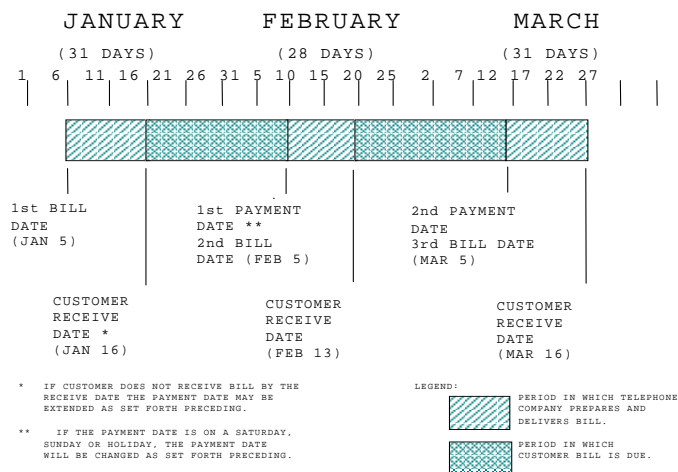 JANUARY FEBRUARY MARCH
(31 DAYS) (28 DAYS) (31 DAYS)
1 6 11 16 21 26 31 5 10 15 20 25 2 7 12 17 22 27
1st BILL
DATE
(JAN 5)
1st PAYMENT
DATE **
2nd BILL
DATE (FEB 5)
2nd PAYMENT
DATE
3rd BILL DATE
(MAR 5)
CUSTOMER
RECEIVE
DATE *
(JAN 16)
CUSTOMER
RECEIVE
DATE
(FEB 13)
CUSTOMER
RECEIVE
DATE
(MAR 16)
* IF CUSTOMER DOES NOT RECEIVE BILL BY THE
RECEIVE DATE THE PAYMENT DATE MAY BE
EXTENDED AS SET FORTH PRECEDING.
** IF THE PAYMENT DATE IS ON A SATURDAY,
SUNDAY OR HOLIDAY, THE PAYMENT DATE
WILL BE CHANGED AS SET FORTH PRECEDING.
LEGEND:
PERIOD IN WHICH TELEPHONE
COMPANY PREPARES AND
DELIVERS BILL.
PERIOD IN WHICH
CUSTOMER BILL IS DUE.